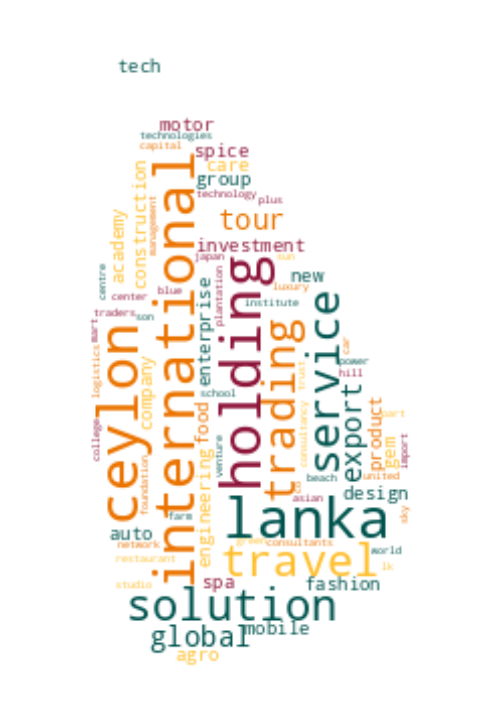 tech
motor
technologies
capital
spice
care
group
technology
plus
construction
management
international
academy
tour
investment
japan
sun
centre
center
blue
plantation
new
luxury
institute
traders
son
mart
enterprise
holding
service
trading
ceylon
logistics
company
school
car
power
hill
trust
export
product
part
college
food
venture
consultancy
gem
import
united
foundation
engineering
beach
co
asian
design
sky
farm
lanka
auto
network
green
consultants
world
restaurant
travel
lk
studio
spa
fashion
solution
global
mobile
agro